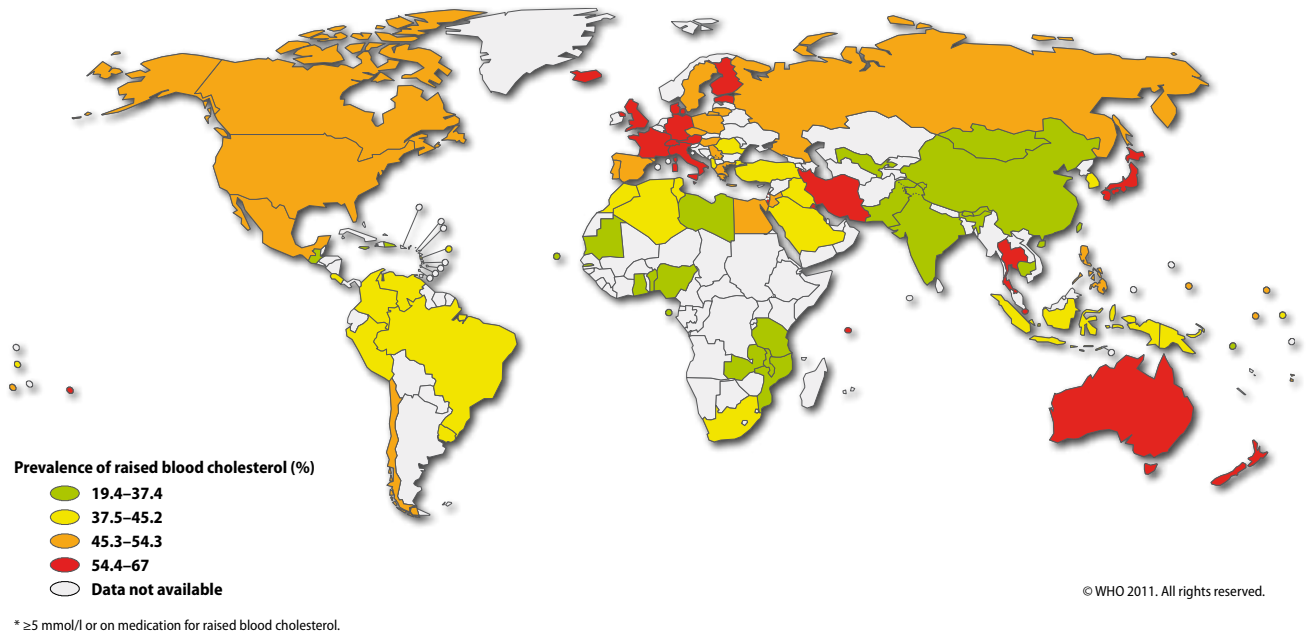 Prevalence of raised blood cholesterol (%)
19.4–37.4
37.5–45.2
45.3–54.3
54.4–67
Data not available
© WHO 2011. All rights reserved.
* ≥5 mmol/l or on medication for raised blood cholesterol.